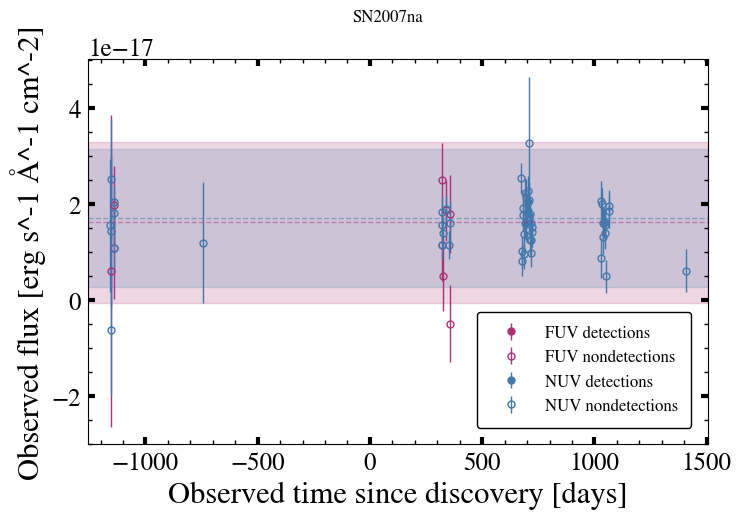 SN2007na
1e−17
4
2
0
−2
Observed flux [erg s^-1 Å^-1 cm^-2]
FUV detections
FUV nondetections
NUV detections
NUV nondetections
−1000 −500 0 500 1000 1500
Observed time since discovery [days]